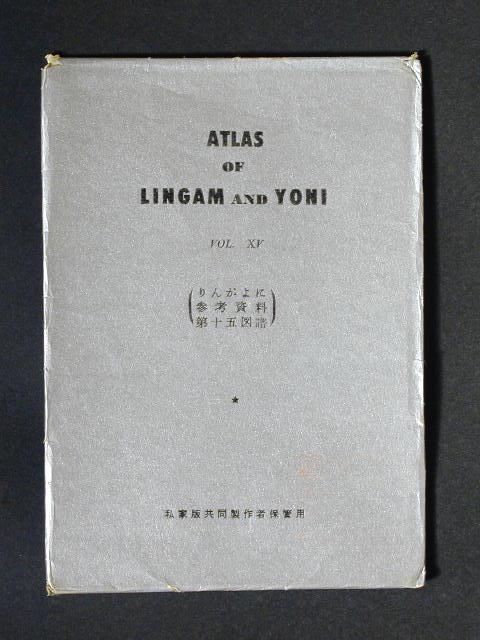 ATLAS
OF
LINGAM AND YONI
VOL. XV
りんがよに
参考資料
第十五図譜
★
私家版共同製作者保管用